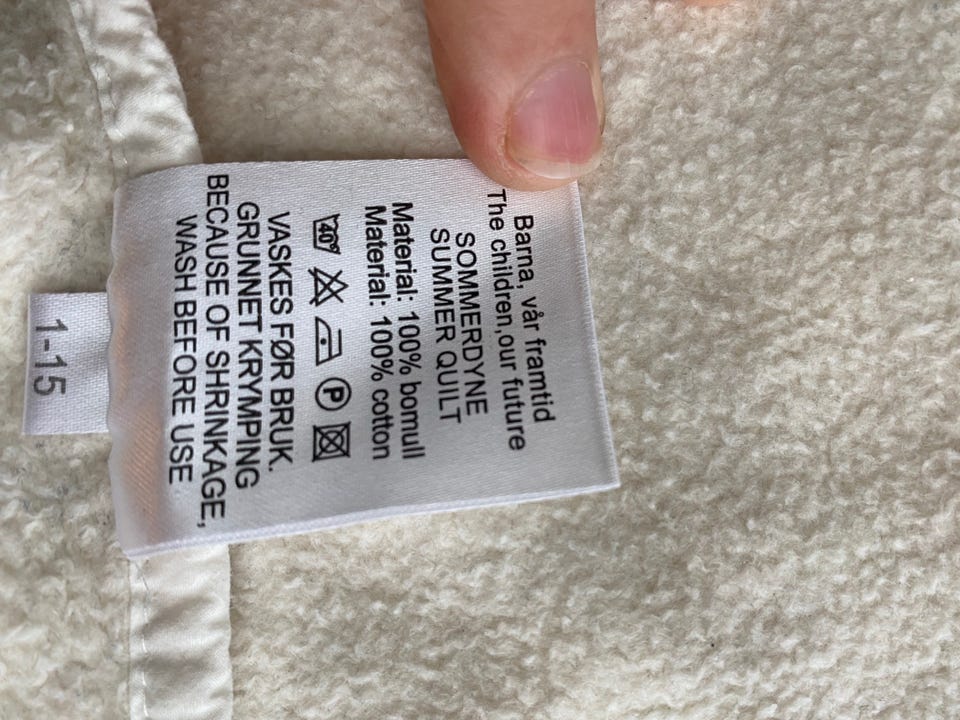 Barna, vår framtid
The children,our future
SOMMERDYNE
SUMMER QUILT
Material: 100% bomull
Material: 100% cotton
40°
P
VASKES FØR BRUK.
GRUNNET KRYMPING
BECAUSE OF SHRINKAGE,
WASH BEFORE USE
1-15